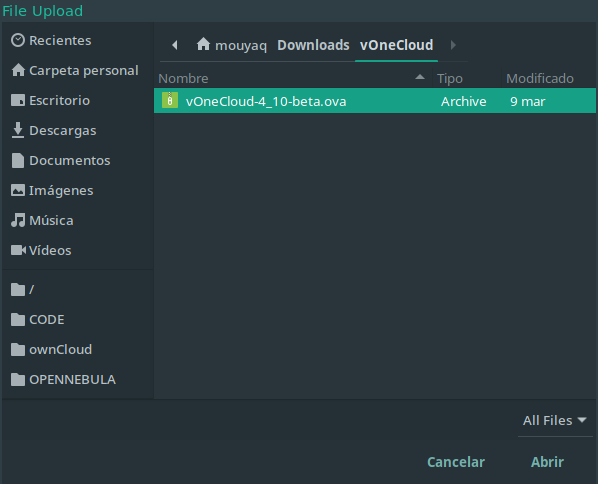 File Upload
Recientes
Carpeta personal
Escritorio
Descargas
Documentos
Imágenes
Música
Vídeos
/
CODE
ownCloud
OPENNEBULA
mouyaq Downloads vOneCloud
Nombre Tipo Modificado
vOneCloud-4_10-beta.ova Archive 9 mar
All Files
Cancelar Abrir